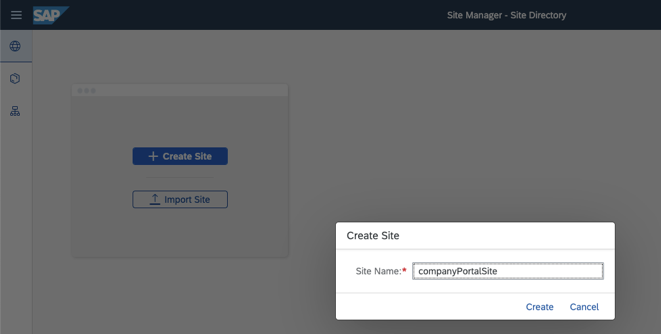 SAP
Site Manager - Site Directory
Create Site
Import Site
Create Site
Site Name:*
companyPortalSite
Create
Cancel